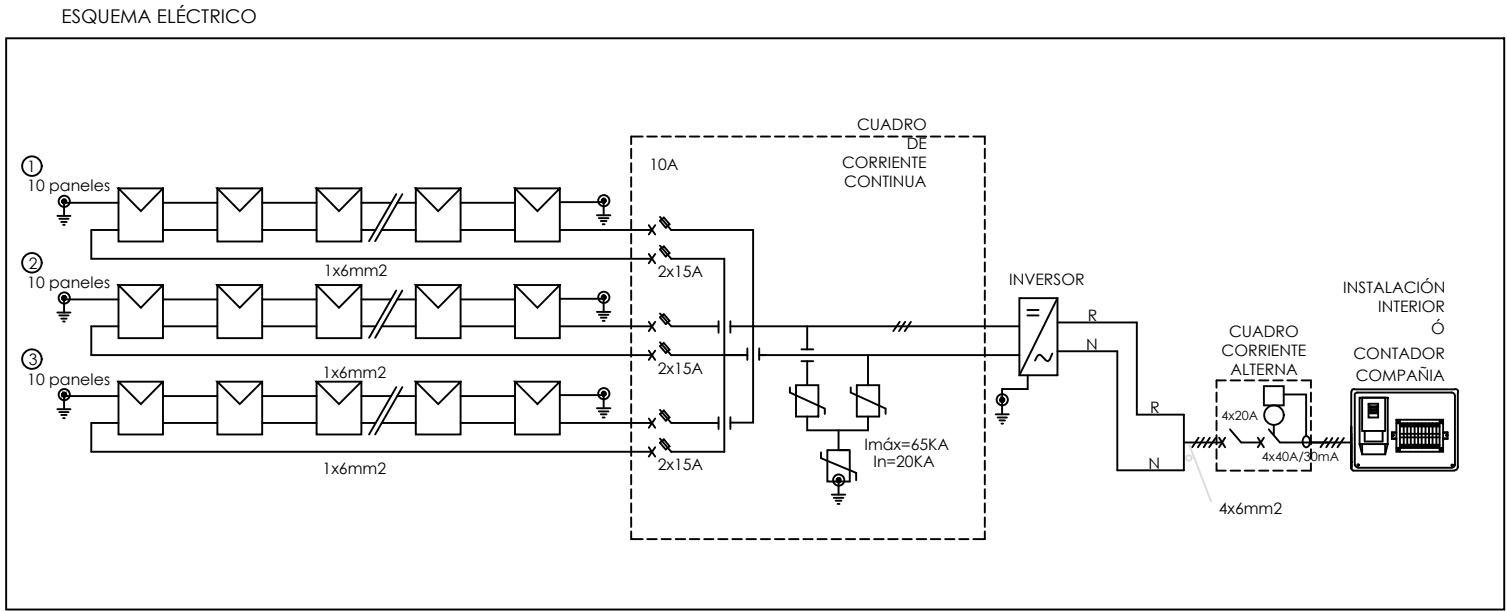 ESQUEMA ELÉCTRICO
CUADRO
DE
CORRIENTE
CONTINUA
10A
1
10 paneles
1x6mm2
2x15A
2
10 paneles
1x6mm2
2x15A
3
10 paneles
1x6mm2
2x15A
Imáx=65KA
In=20KA
INVERSOR
R
N
R
N
CUADRO
CORRIENTE
ALTERNA
4x20A
4x40A/30mA
4x6mm2
INSTALACIÓN
INTERIOR
Ó
CONTADOR
COMPAÑIA